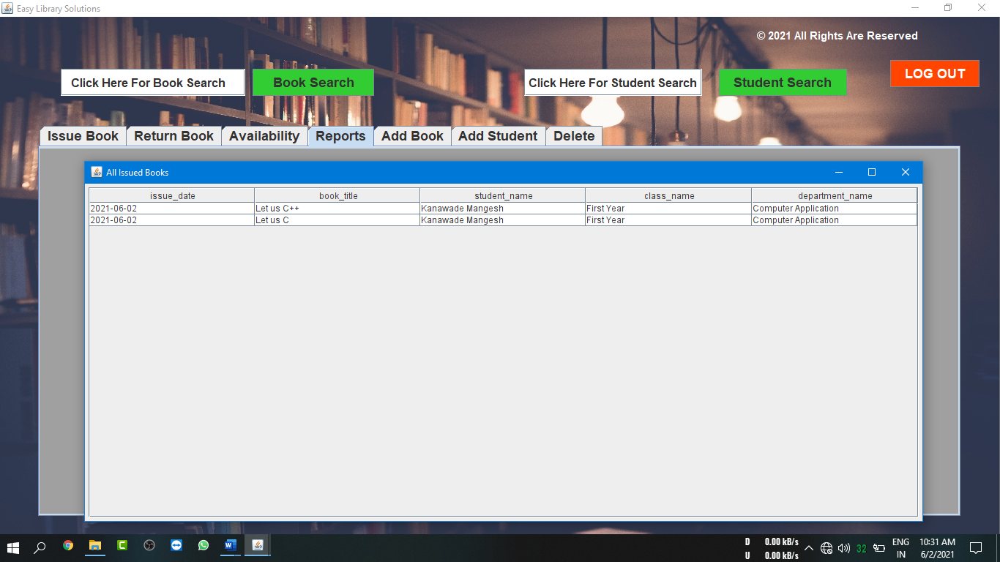 Easy Library Solutions
© 2021 All Rights Are Reserved
Click Here For Book Search Book Search Click Here For Student Search Student Search LOG OUT
Issue Book Return Book Availability Reports Add Book Add Student Delete
All Issued Books
issue_date book_title student_name class_name department_name
2021-06-02 Let us C++ Kanawade Mangesh First Year Computer Application
2021-06-02 Let us C Kanawade Mangesh First Year Computer Application
D 0.00 kB/s
U 0.00 kB/s
32
ENG
IN
10:31 AM
6/2/2021